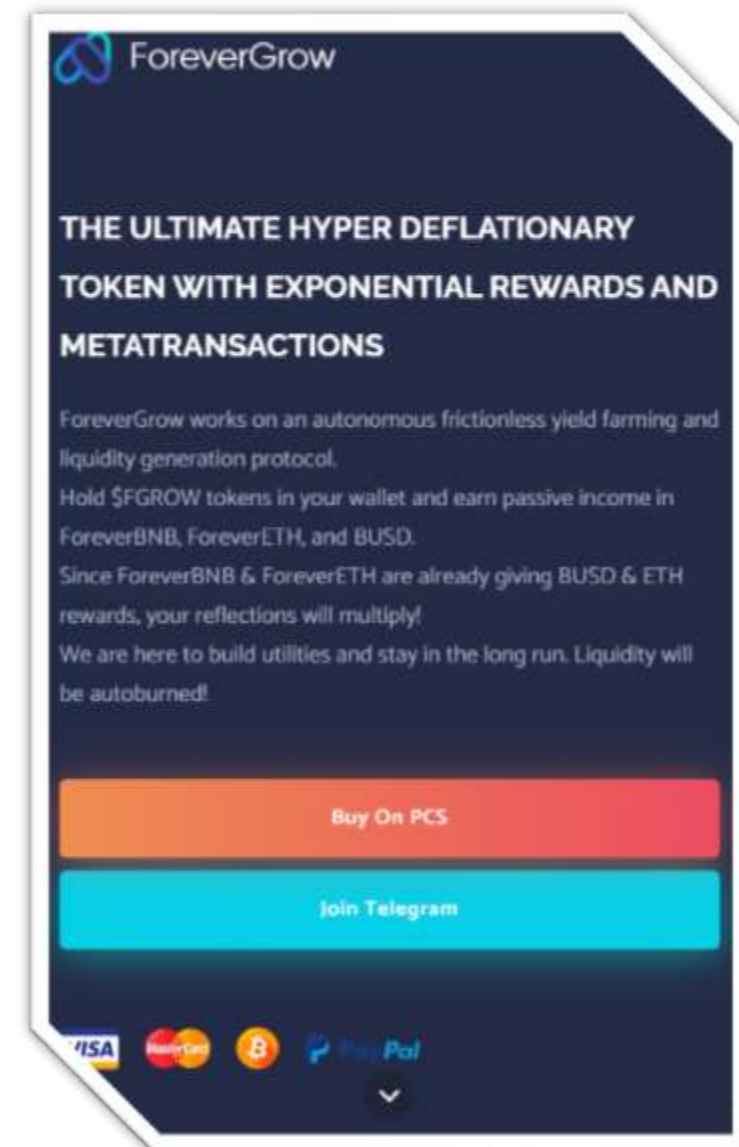 ForeverGrow
THE ULTIMATE HYPER DEFLATIONARY
TOKEN WITH EXPONENTIAL REWARDS AND
METATRANSACTIONS
ForeverGrow works on an autonomous frictionless yield farming and
liquidity generation protocol.
Hold $FGROW tokens in your wallet and earn passive income in
ForeverBNB, ForeverETH, and BUSD.
Since ForeverBNB & ForeverETH are already giving BUSD & ETH
rewards, your reflections will multiply!
We are here to build utilities and stay in the long run. Liquidity will
be autoburned!
Buy On PCS
Join Telegram
VISA MasterCard PayPal